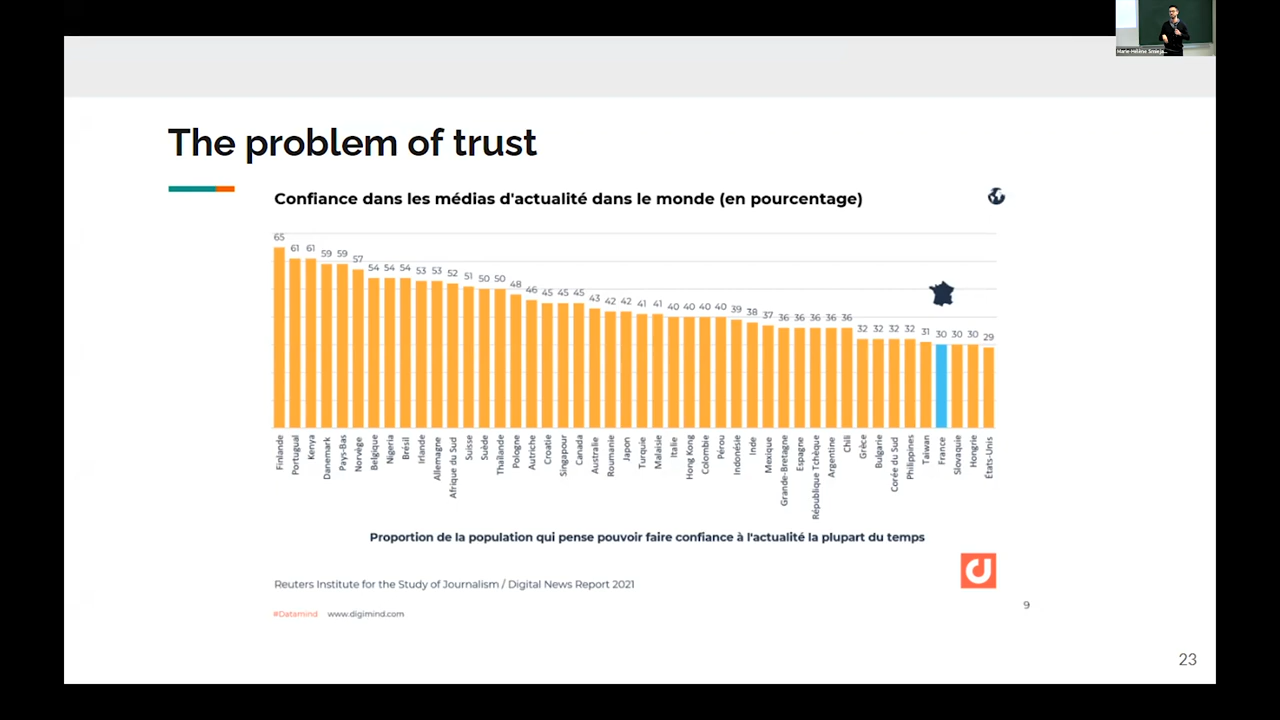 Marie-Hélène Smieja...
The problem of trust
Confiance dans les médias d'actualité dans le monde (en pourcentage)
65 61 61 59 59 57 54 54 54 53 53 52 51 50 50 48 46 45 45 45 43 42 42 41 41 40 40 40 40 39 38 37 36 36 36 36 36 32 32 32 32 31 30 30 30 29
Finlande
Portugal
Kenya
Danemark
Pays-Bas
Norvège
Belgique
Nigeria
Brésil
Irlande
Allemagne
Afrique du Sud
Suisse
Suède
Thaïlande
Pologne
Autriche
Croatie
Singapour
Canada
Australie
Roumanie
Japon
Turquie
Malaisie
Italie
Hong Kong
Colombie
Pérou
Indonésie
Inde
Mexique
Grande-Bretagne
Espagne
République Tchèque
Argentine
Chili
Grèce
Bulgarie
Corée du Sud
Philippines
Taiwan
France
Slovaquie
Hongrie
États-Unis
Proportion de la population qui pense pouvoir faire confiance à l'actualité la plupart du temps
Reuters Institute for the Study of Journalism / Digital News Report 2021
9
#Datamind www.digimind.com
23